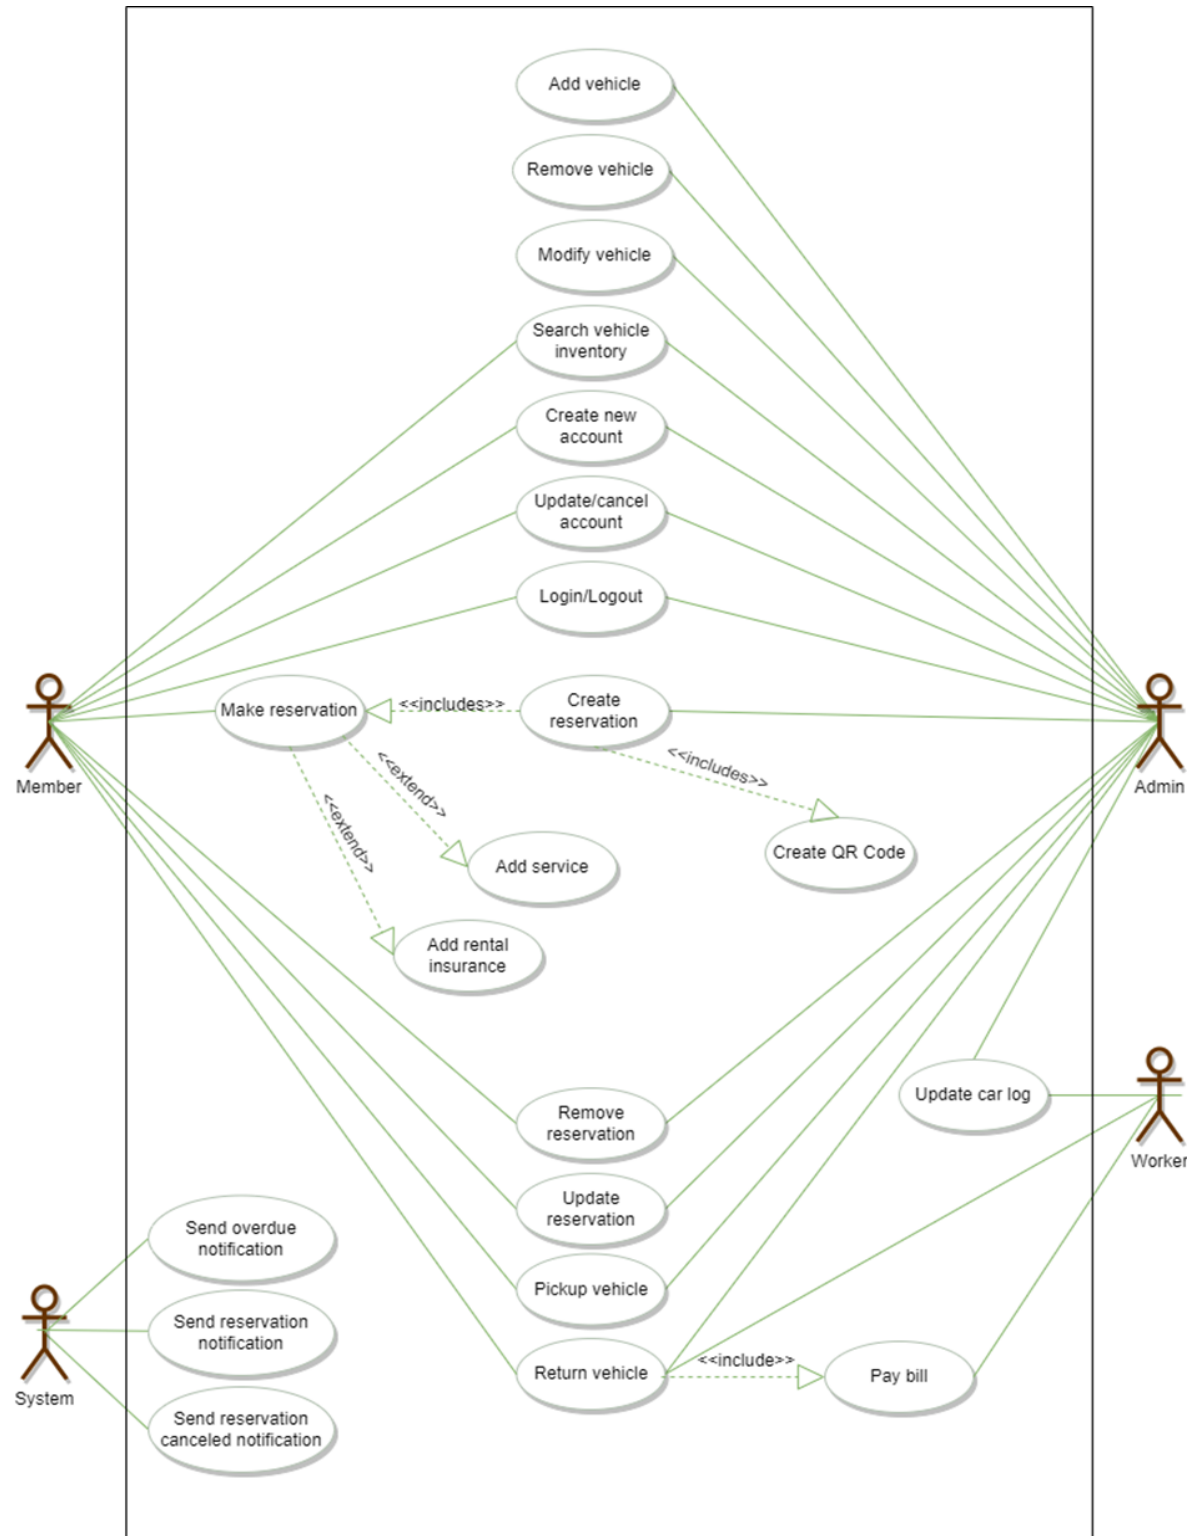 Add vehicle
Remove vehicle
Modify vehicle
Search vehicle
inventory
Create new
account
Update/cancel
account
Login/Logout
Make reservation
<<includes>>
Create
reservation
Member
Admin
<<includes>>
<<extend>>
<<extend>>
Add service
Create QR Code
Add rental
insurance
Remove
reservation
Update car log
Worker
Update
reservation
Send overdue
notification
Pickup vehicle
Send reservation
notification
Return vehicle
<<include>>
Pay bill
System
Send reservation
canceled notification